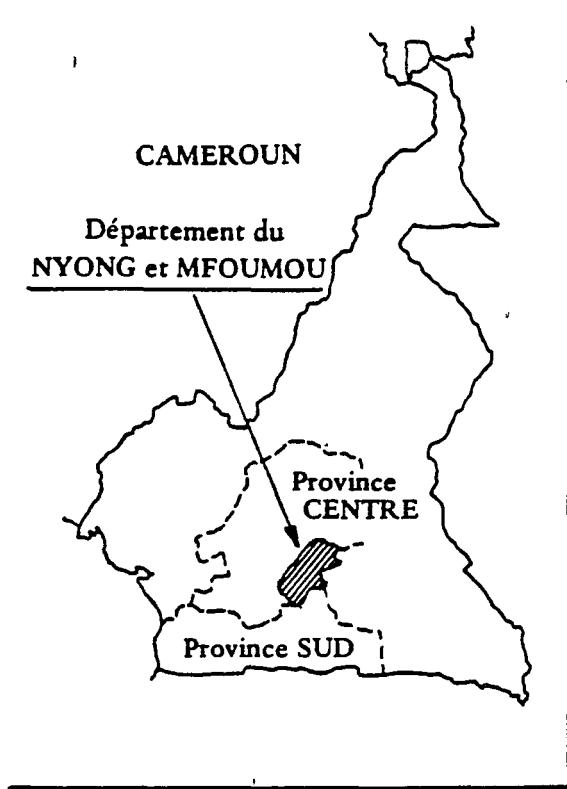 CAMEROUN
Département du
NYONG et MFOUMOU
Province
CENTRE
Province SUD